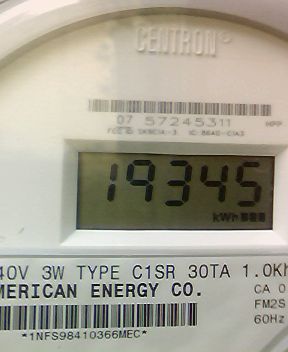 CENTRON®
07 57245311
19345
kWh
40V 3W TYPE C1SR 30TA 1.0Kh
MERICAN ENERGY CO.
CA 0
FM2S
60Hz
*1NFS98410366MEC*